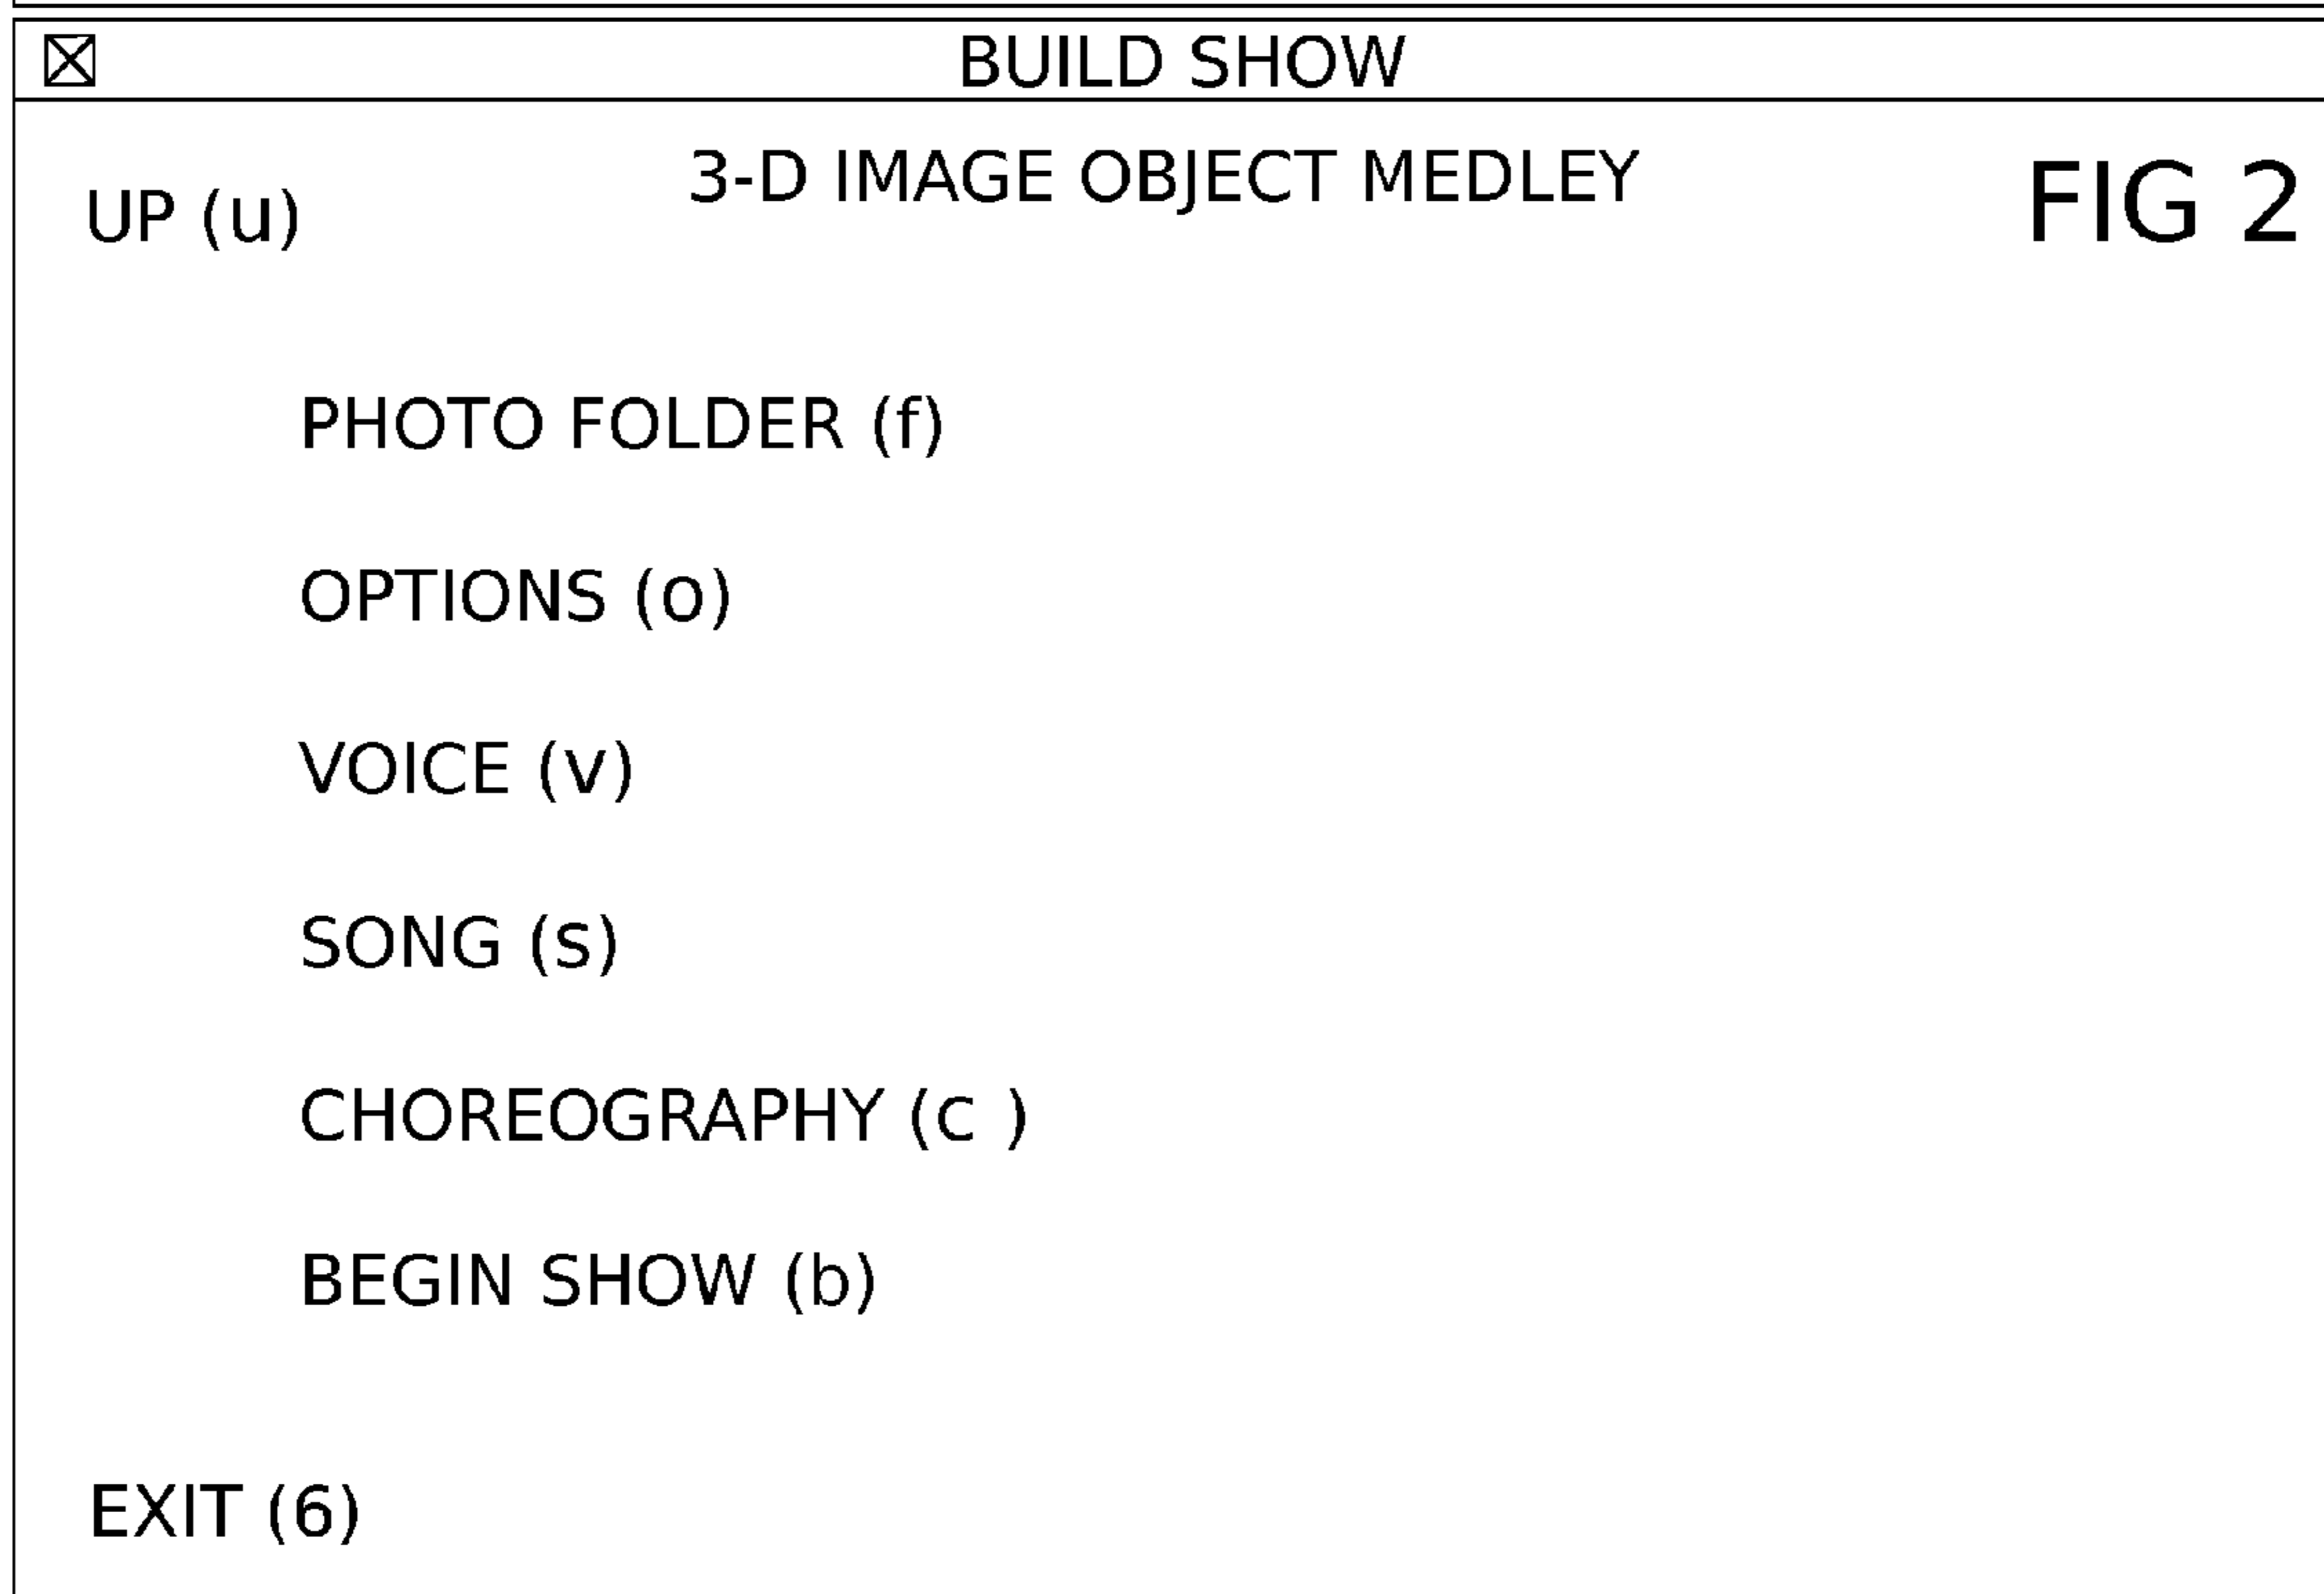 BUILD SHOW
3-D IMAGE OBJECT MEDLEY
UP (u)
FIG 2
PHOTO FOLDER (f)
OPTIONS (o)
VOICE (v)
SONG (s)
CHOREOGRAPHY (c )
BEGIN SHOW (b)
EXIT (6)